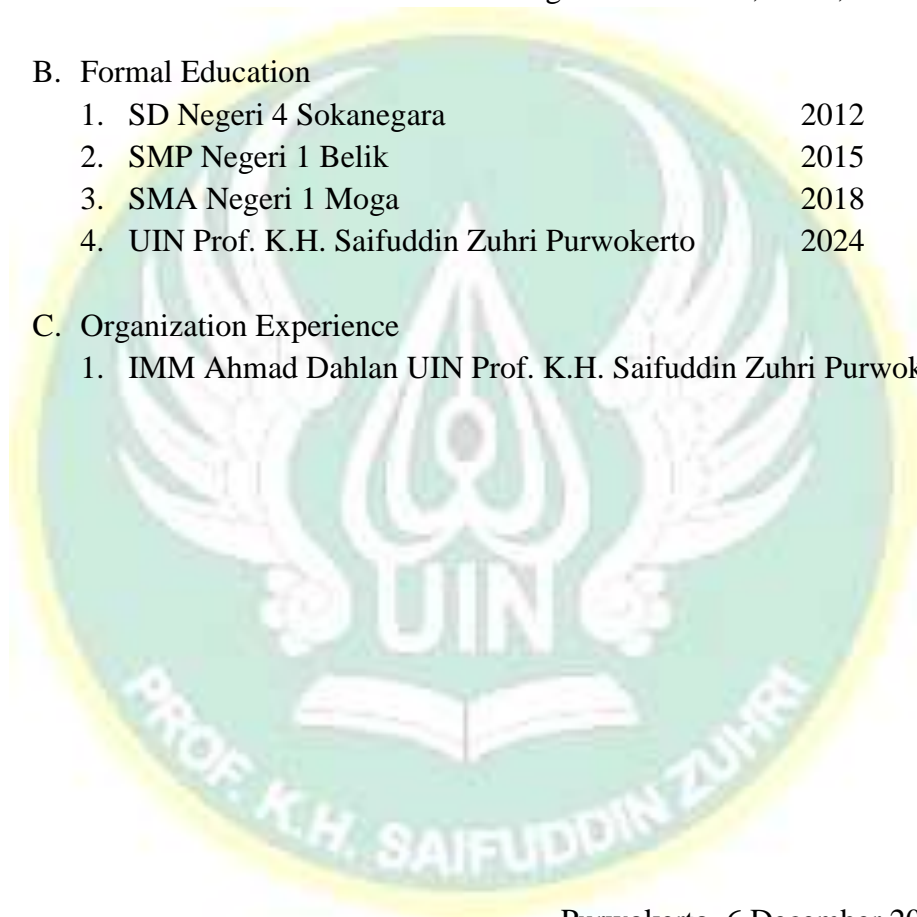 B. Formal Education
1. SD Negeri 4 Sokanegara 2012
2. SMP Negeri 1 Belik 2015
3. SMA Negeri 1 Moga 2018
4. UIN Prof. K.H. Saifuddin Zuhri Purwokerto 2024
C. Organization Experience
1. IMM Ahmad Dahlan UIN Prof. K.H. Saifuddin Zuhri
UIN
PROF. K.H. SAIFUDDIN ZUHRI